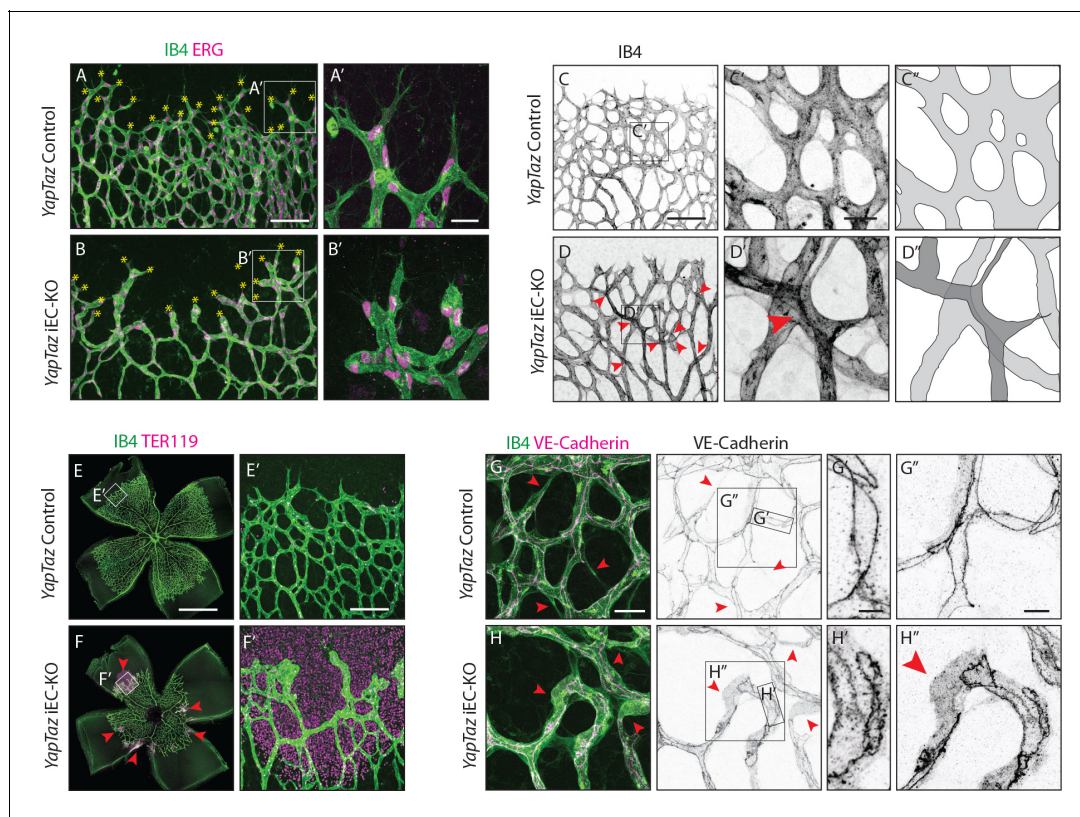 IB4 ERG
IB4
YapTaz Control
A
A'
A'
YapTaz Control
C
C'
C'
C"
YapTaz iEC-KO
B
B'
B'
YapTaz iEC-KO
D
D'
D'
D"
IB4 TER119
IB4 VE-Cadherin
VE-Cadherin
YapTaz Control
E
E'
E'
YapTaz Control
G
G"
G'
G'
G"
YapTaz iEC-KO
F
F'
F'
YapTaz iEC-KO
H
H"
H'
H'
H"